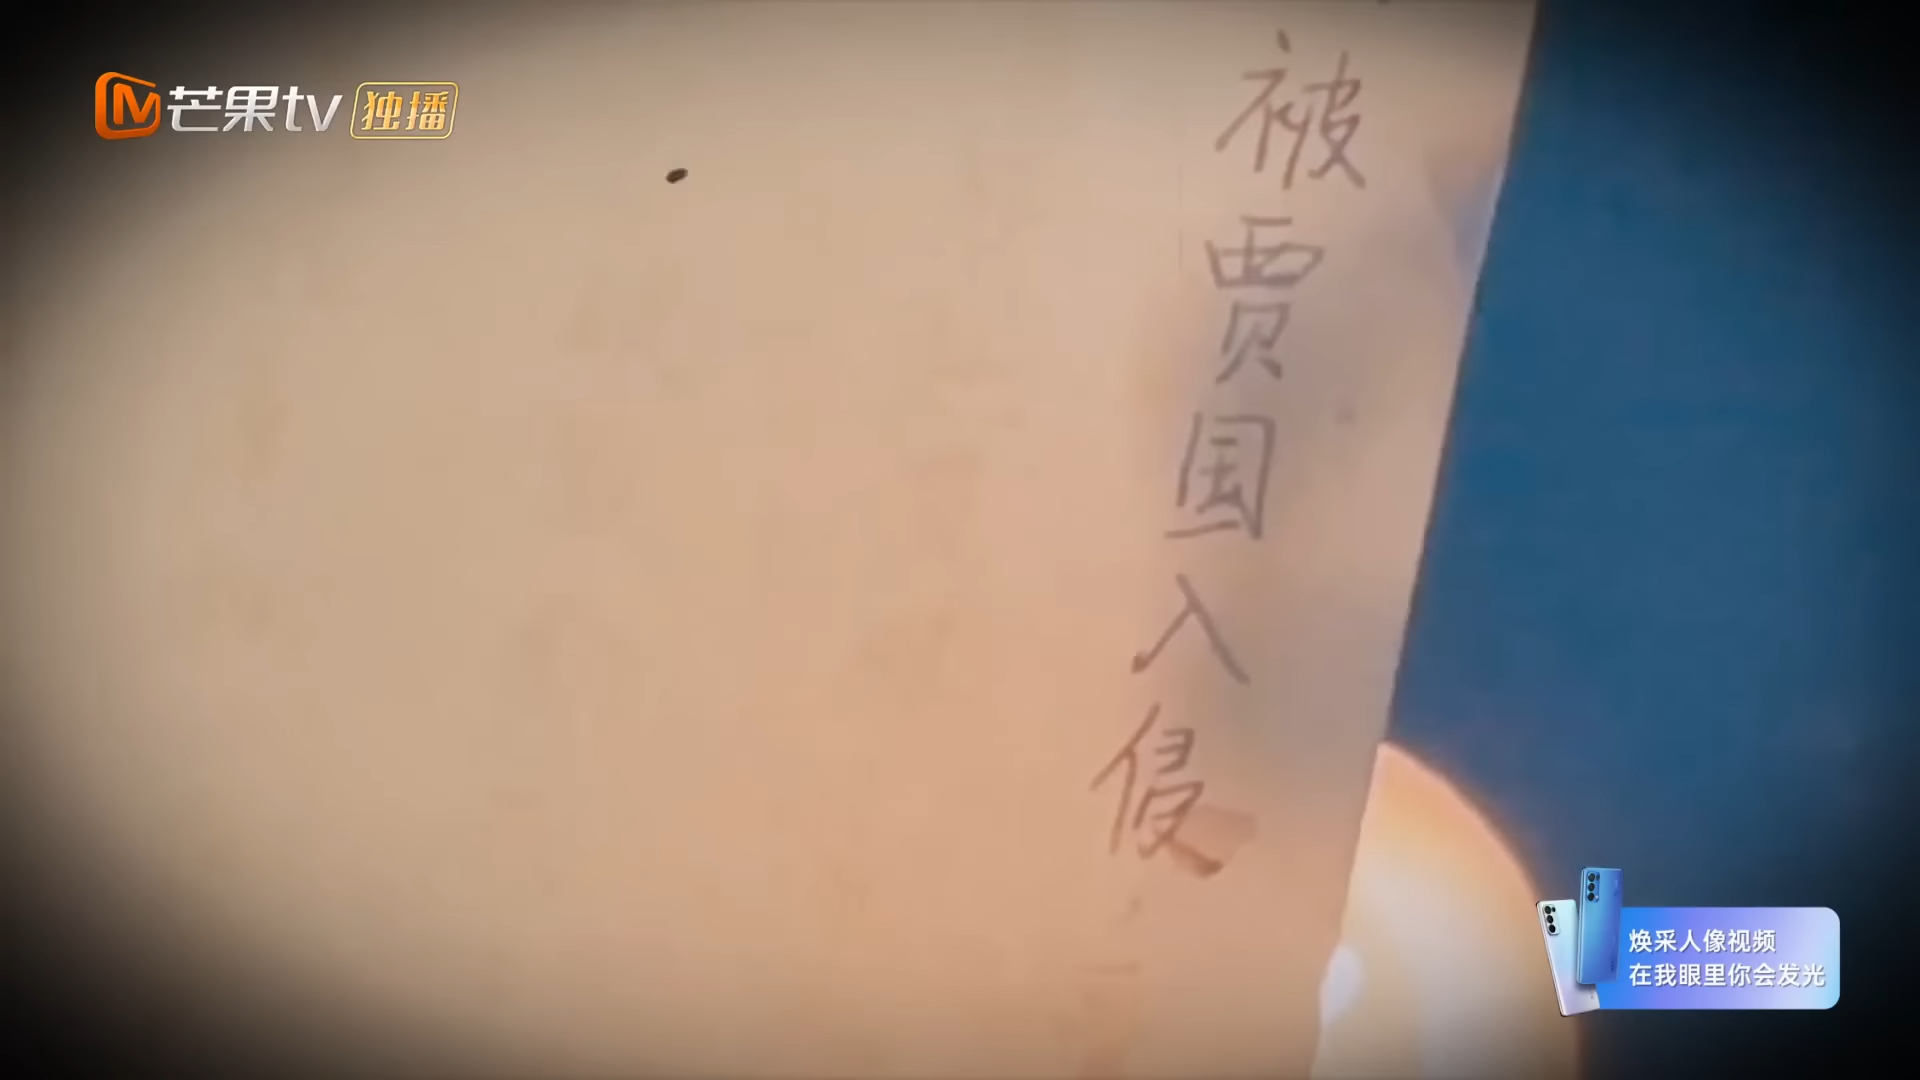 芒果tv 独播
被贾国入侵
焕采人像视频
在我眼里你会发光